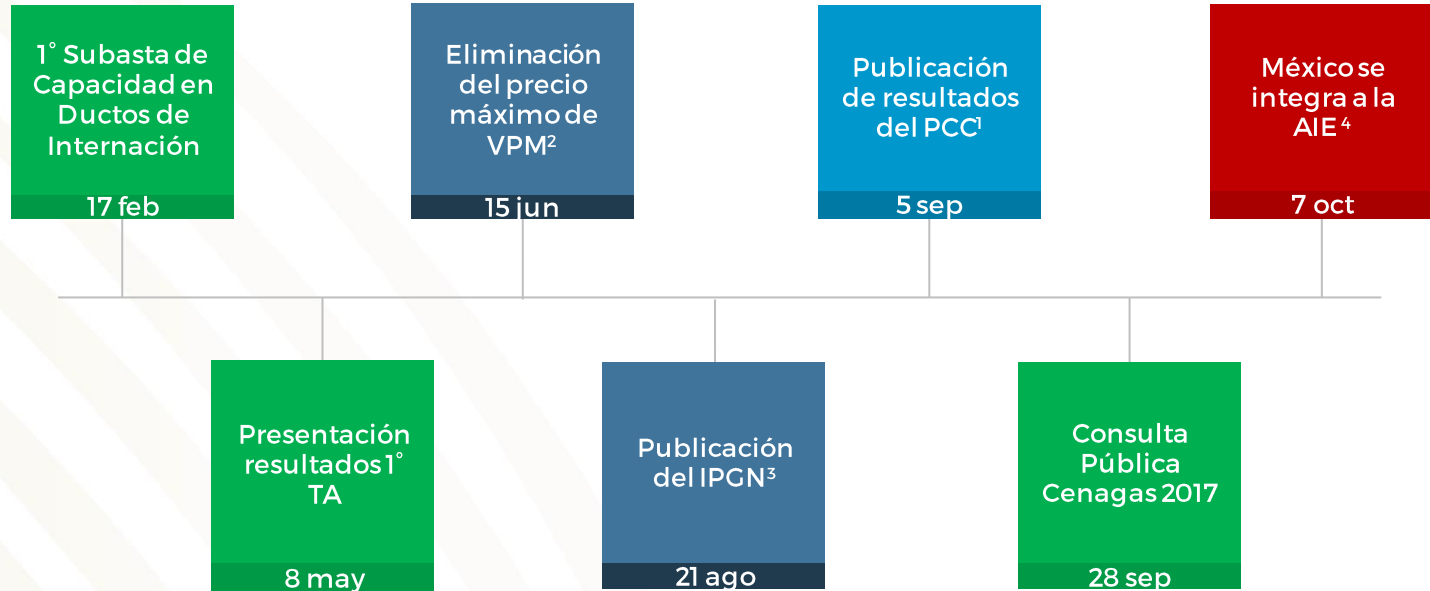 1° Subasta de
Capacidad en
Ductos de
Internación
17 feb
Eliminación
del precio
máximo de
VPM²
15 jun
Publicación
de resultados
del PCC¹
5 sep
México se
integra a la
AIE ⁴
7 oct
Presentación
resultados 1°
TA
8 may
Publicación
del IPGN³
21 ago
Consulta
Pública
Cenagas 2017
28 sep